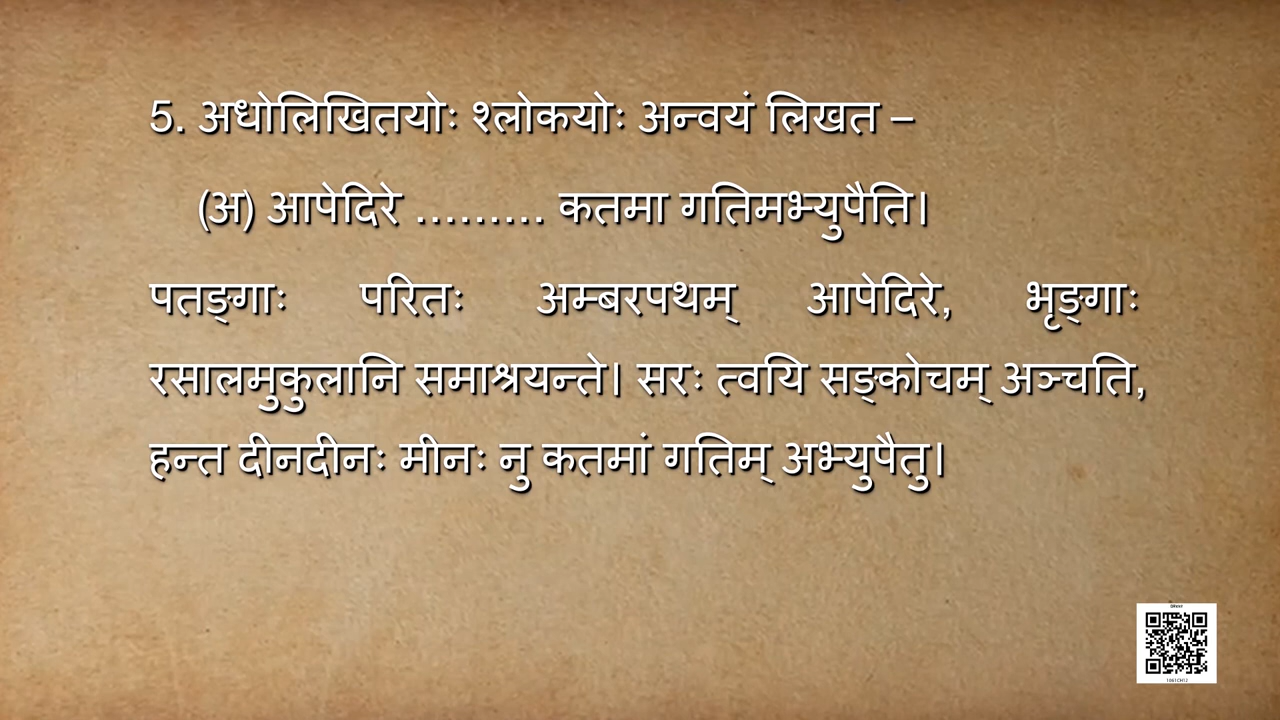 5. अधोलिखितयोः श्लोकयोः अन्वयं लिखत –
(अ) आपेदिरे ......... कतमा गतिमभ्युपैति।
पतङ्गाः परितः अम्बरपथम् आपेदिरे, भृङ्गाः
रसालमुकुलानि समाश्रयन्ते। सरः त्वयि सङ्कोचम् अञ्चति,
हन्त दीनदीनः मीनः नु कतमां गतिम् अभ्युपैतु।